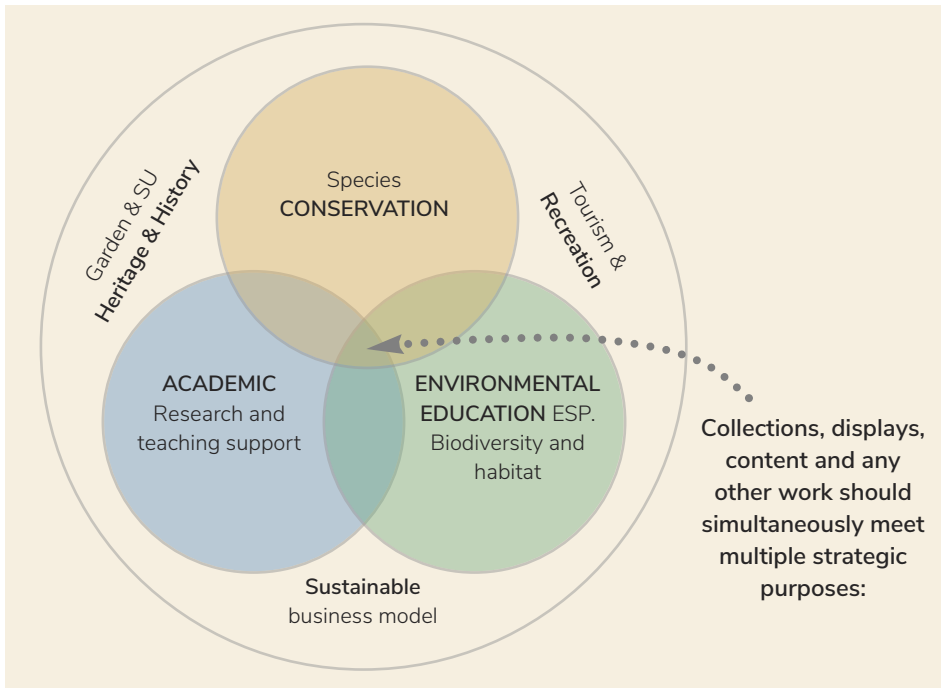 Garden & SU
Heritage & History
Species
CONSERVATION
Tourism &
Recreation
ACADEMIC
Research and
teaching support
ENVIRONMENTAL
EDUCATION ESP.
Biodiversity and
habitat
Sustainable
business model
Collections, displays,
content and any
other work should
simultaneously meet
multiple strategic
purposes: